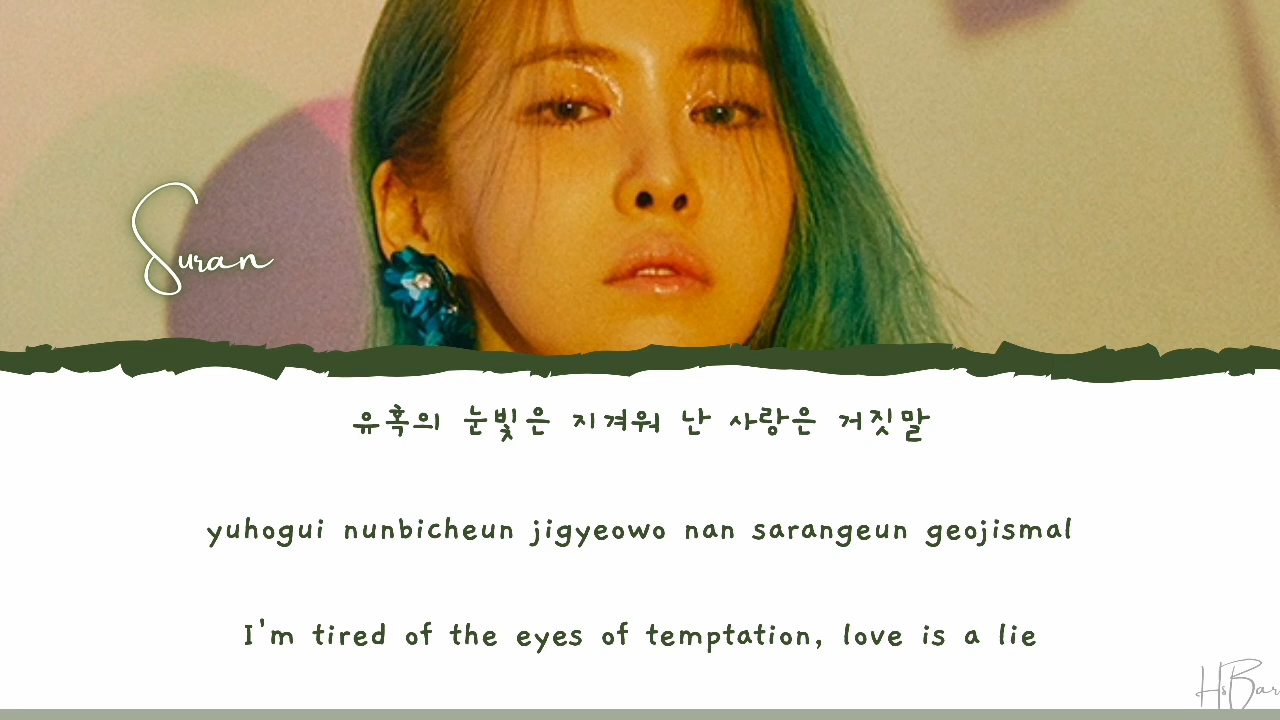 Suran
유혹의 눈빛은 지겨워 난 사랑은 거짓말
yuhogui nunbicheun jigyeowo nan sarangeun geojismal
I'm tired of the eyes of temptation, love is a lie